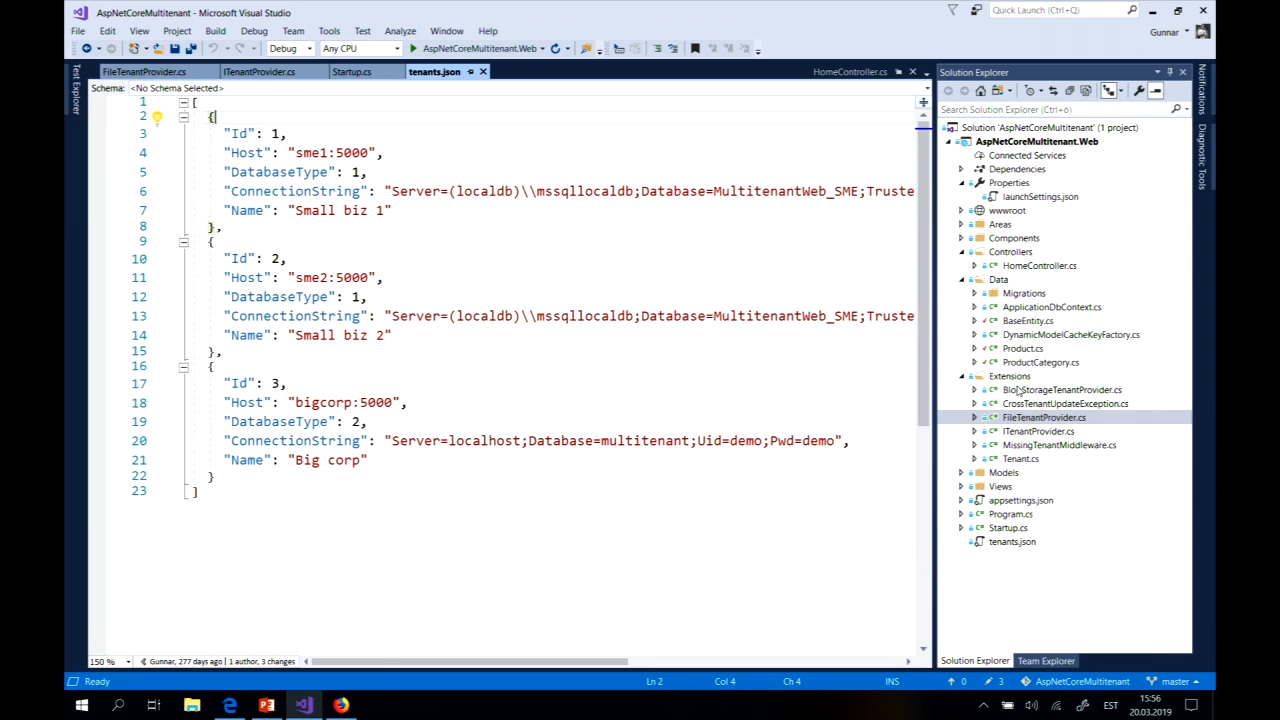 AspNetCoreMultitenant - Microsoft Visual Studio
Quick Launch (Ctrl+Q)
File Edit View Project Build Debug Team Tools Test Analyze Window Help
Gunnar
Debug Any CPU AspNetCoreMultitenant.Web
Test Explorer
FileTenantProvider.cs ITenantProvider.cs Startup.cs tenants.json HomeController.cs
Schema: <No Schema Selected>
1 [
2 {
3 "Id": 1,
4 "Host": "sme1:5000",
5 "DatabaseType": 1,
6 "ConnectionString": "Server=(localdb)\\mssqllocaldb;Database=MultitenantWeb_SME;Truste
7 "Name": "Small biz 1"
8 },
9 {
10 "Id": 2,
11 "Host": "sme2:5000",
12 "DatabaseType": 1,
13 "ConnectionString": "Server=(localdb)\\mssqllocaldb;Database=MultitenantWeb_SME;Truste
14 "Name": "Small biz 2"
15 },
16 {
17 "Id": 3,
18 "Host": "bigcorp:5000",
19 "DatabaseType": 2,
20 "ConnectionString": "Server=localhost;Database=multitenant;Uid=demo;Pwd=demo",
21 "Name": "Big corp"
22 }
23 ]
150 % Gunnar, 277 days ago | 1 author, 3 changes
Solution Explorer
Search Solution Explorer (Ctrl+ö)
Solution 'AspNetCoreMultitenant' (1 project)
AspNetCoreMultitenant.Web
Connected Services
Dependencies
Properties
launchSettings.json
wwwroot
Areas
Components
Controllers
HomeController.cs
Data
Migrations
ApplicationDbContext.cs
BaseEntity.cs
DynamicModelCacheKeyFactory.cs
Product.cs
ProductCategory.cs
Extensions
BlobStorageTenantProvider.cs
CrossTenantUpdateException.cs
FileTenantProvider.cs
ITenantProvider.cs
MissingTenantMiddleware.cs
Tenant.cs
Models
Views
appsettings.json
Program.cs
Startup.cs
tenants.json
Solution Explorer Team Explorer
Notifications
Diagnostic Tools
Ready Ln 2 Col 4 Ch 4 INS 0 3 AspNetCoreMultitenant master
EST
15:56
20.03.2019